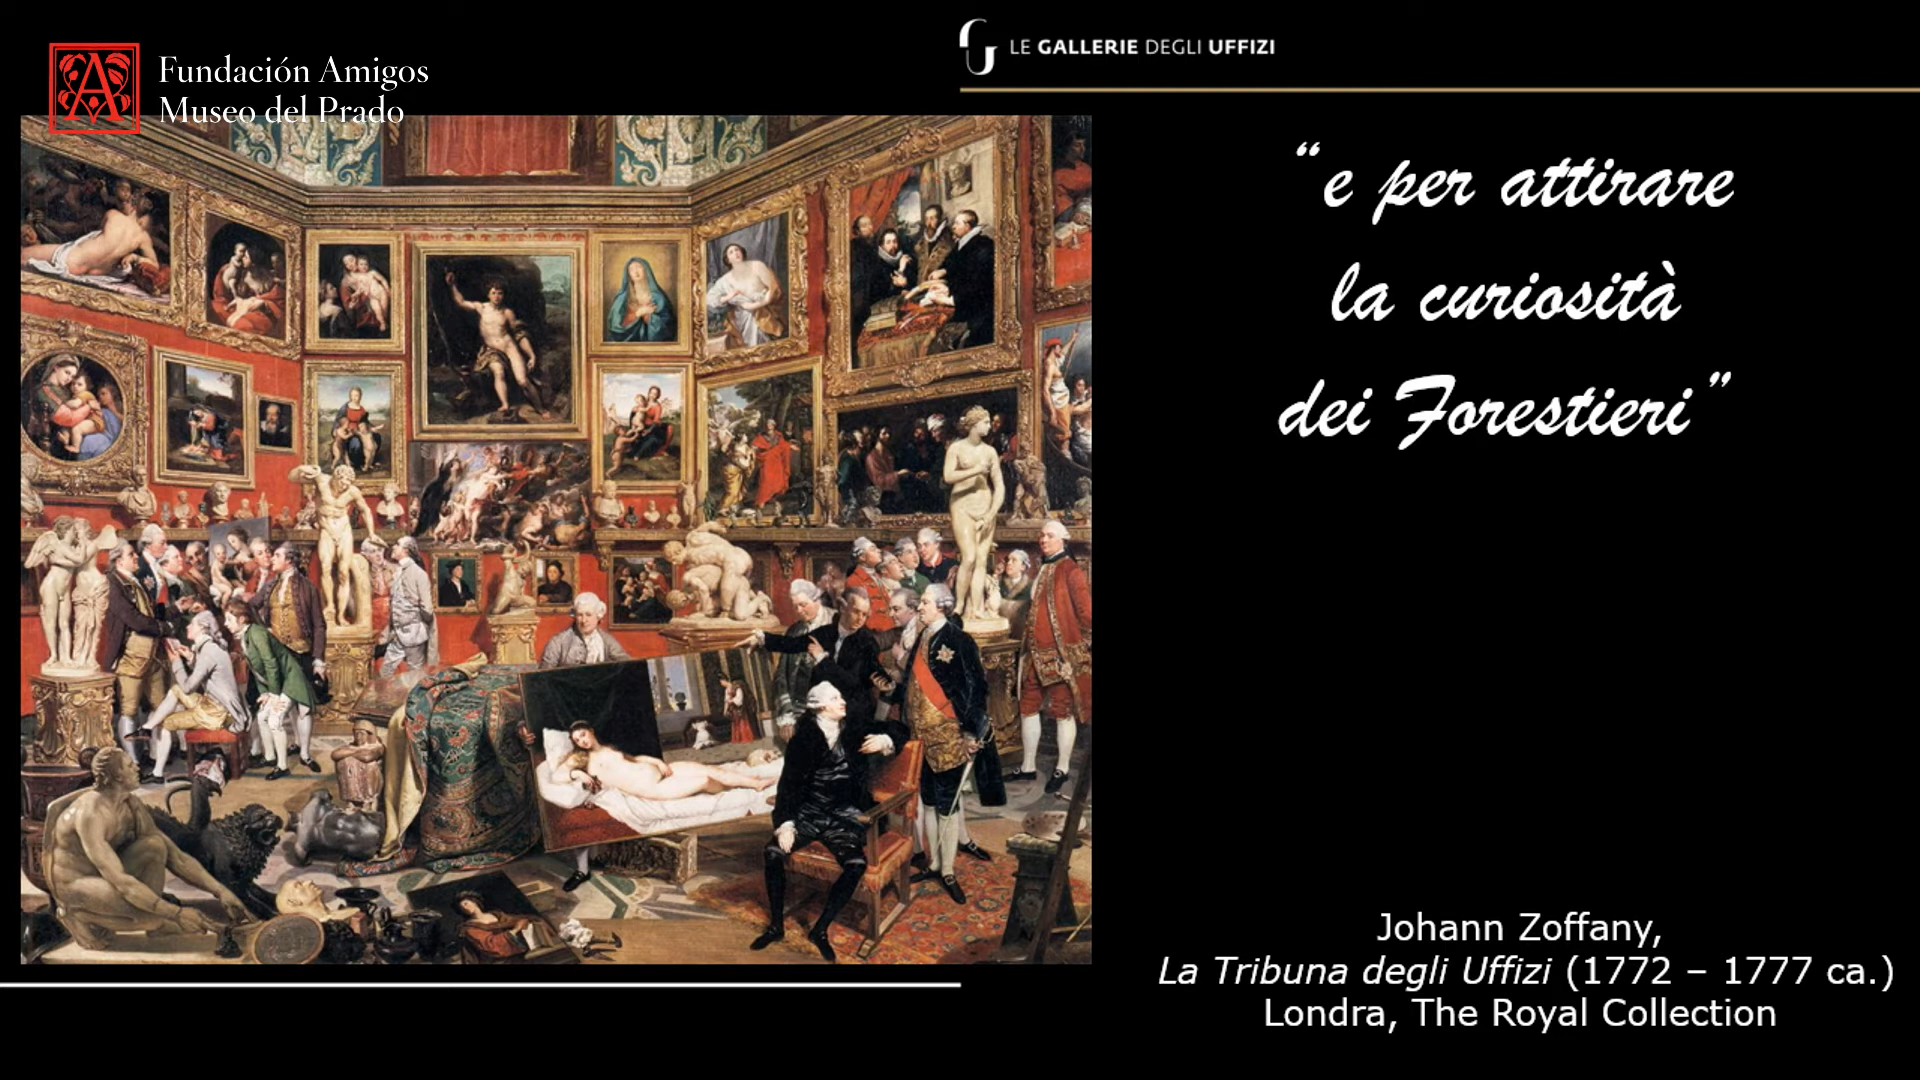 Fundación Amigos
Museo del Prado
LE GALLERIE DEGLI UFFIZI
“e per attirare
la curiosità
dei Forestieri”
Johann Zoffany,
La Tribuna degli Uffizi (1772 – 1777 ca.)
Londra, The Royal Collection